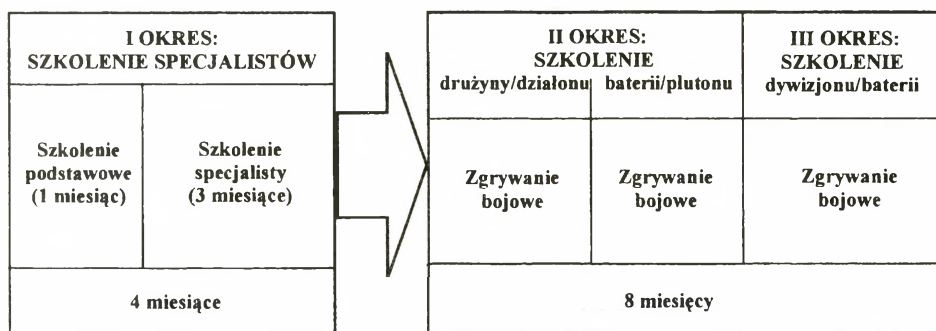 I OKRES:
SZKOLENIE SPECJALISTÓW
Szkolenie
podstawowe
(1 miesiąc)
Szkolenie
specjalisty
(3 miesiące)
4 miesiące
II OKRES:
SZKOLENIE
drużyny/działonu
baterii/plutonu
III OKRES:
SZKOLENIE
dywizjonu/baterii
Zgrywanie
bojowe
Zgrywanie
bojowe
Zgrywanie
bojowe
8 miesięcy